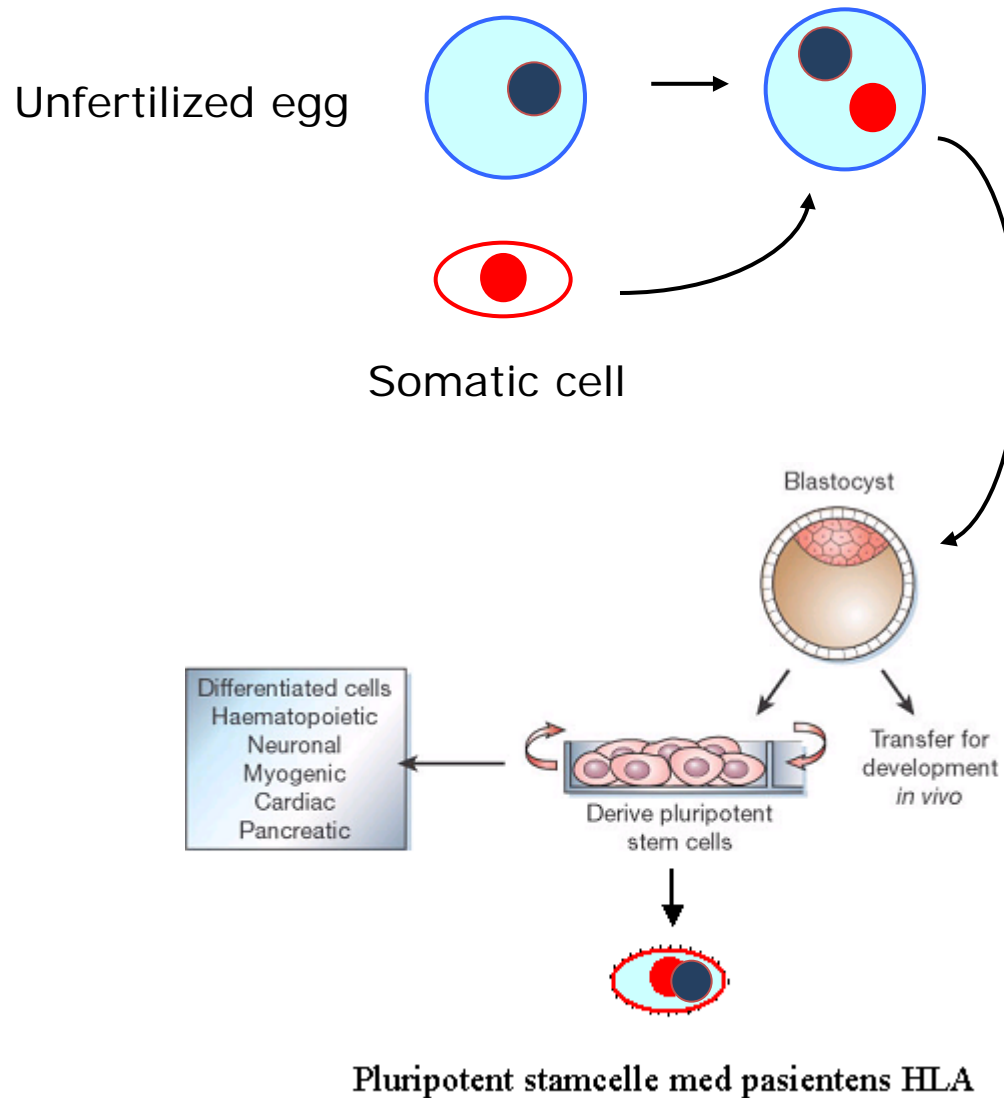 Unfertilized egg
Somatic cell
Blastocyst
Differentiated cells
Haematopoietic
Neuronal
Myogenic
Cardiac
Pancreatic
Derive pluripotent
stem cells
Transfer for
development
in vivo
Pluripotent stamcelle med pasientens HLA